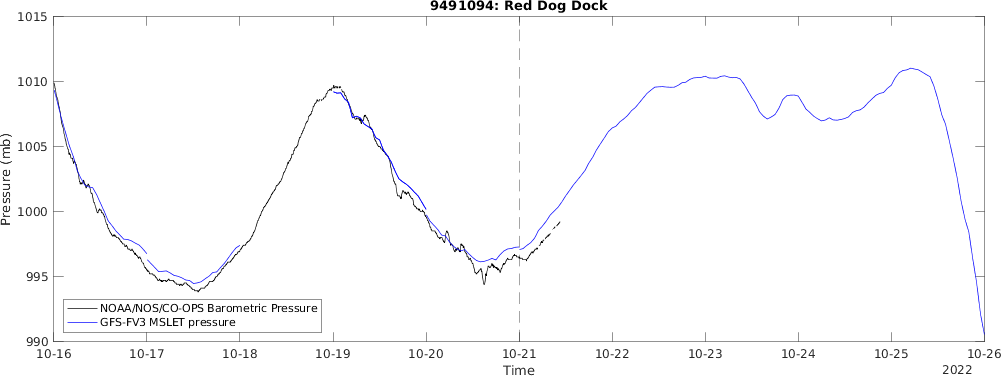 9491094: Red Dog Dock
1015
1010
1005
1000
995
990
Pressure (mb)
NOAA/NOS/CO-OPS Barometric Pressure
GFS-FV3 MSLET pressure
10-16 10-17 10-18 10-19 10-20 10-21 10-22 10-23 10-24 10-25 10-26
Time
2022